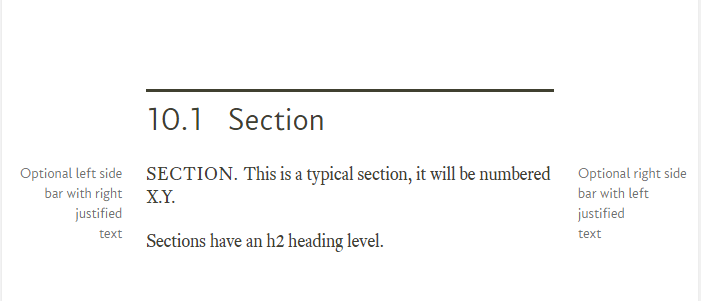 10.1 Section
Optional left side
bar with right
justified
text
SECTION. This is a typical section, it will be numbered
X.Y.
Sections have an h2 heading level.
Optional right side
bar with left
justified
text